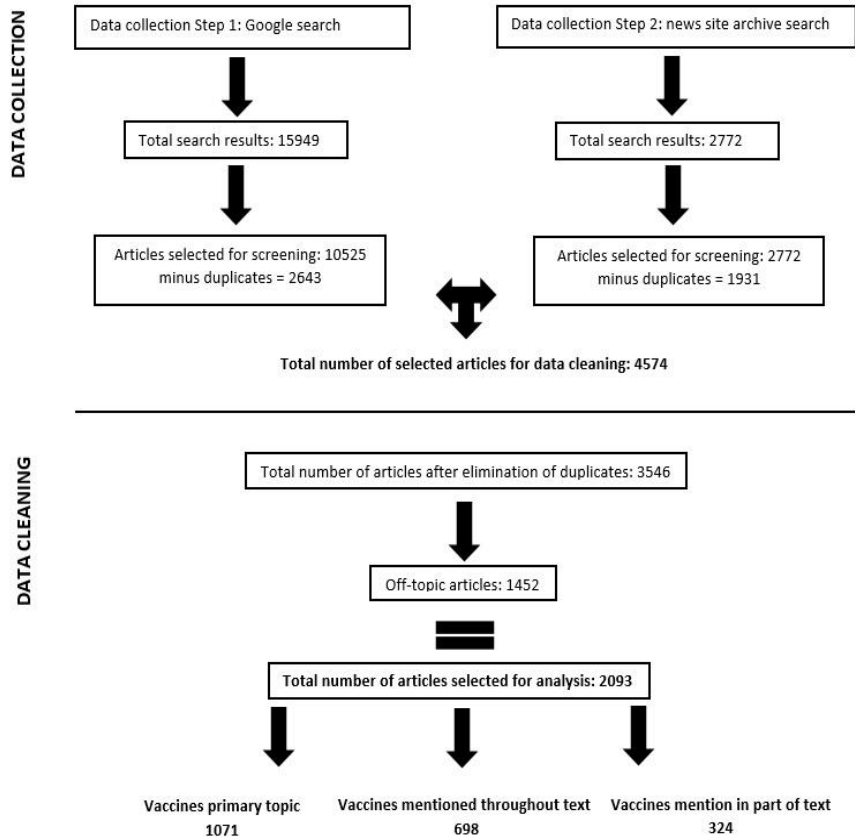 DATA COLLECTION
Data collection Step 1: Google search
Data collection Step 2: news site archive search
Total search results: 15949
Total search results: 2772
Articles selected for screening: 10525
minus duplicates = 2643
Articles selected for screening: 2772
minus duplicates = 1931
Total number of selected articles for data cleaning: 4574
DATA CLEANING
Total number of articles after elimination of duplicates: 3546
Off-topic articles: 1452
Total number of articles selected for analysis: 2093
Vaccines primary topic
1071
Vaccines mentioned throughout text
698
Vaccines mention in part of text
324